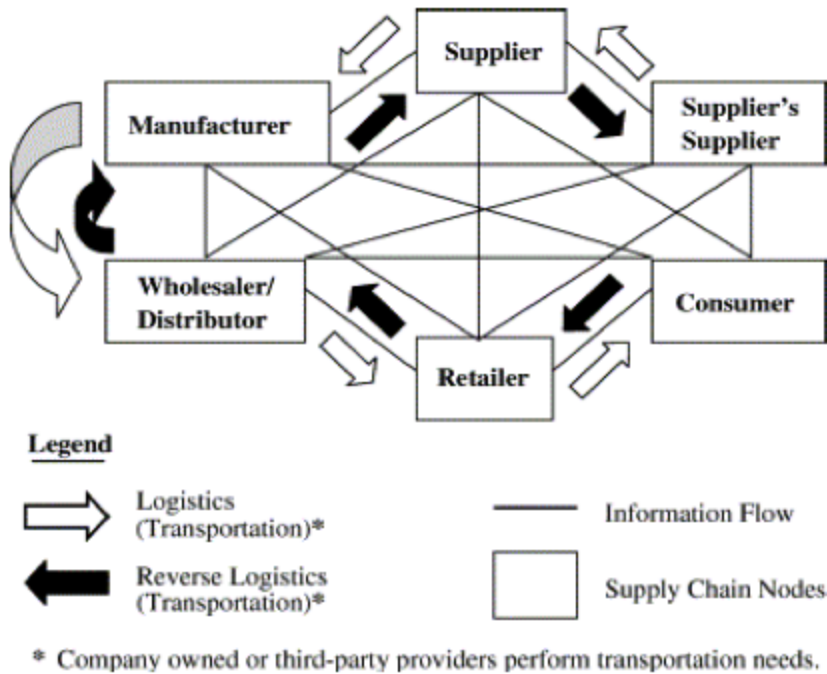 Supplier
Manufacturer
Supplier's
Supplier
Wholesaler/
Distributor
Consumer
Retailer
Legend
Logistics
(Transportation)*
Information Flow
Reverse Logistics
(Transportation)*
Supply Chain Nodes
* Company owned or third-party providers perform transportation needs.